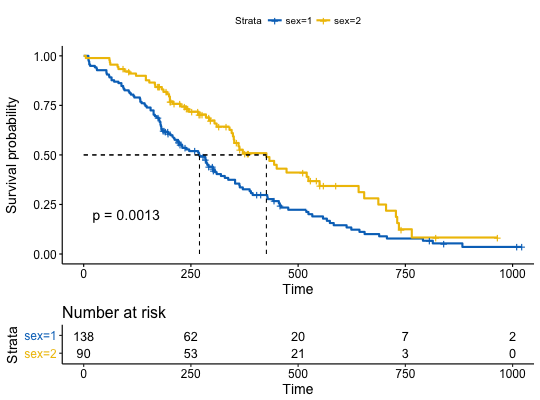 Strata sex=1 sex=2
1.00
0.75
0.50
0.25
0.00
Survival probability
p = 0.0013
0 250 500 750 1000
Time
Number at risk
Strata
sex=1 138 62 20 7 2
sex=2 90 53 21 3 0
0 250 500 750 1000
Time